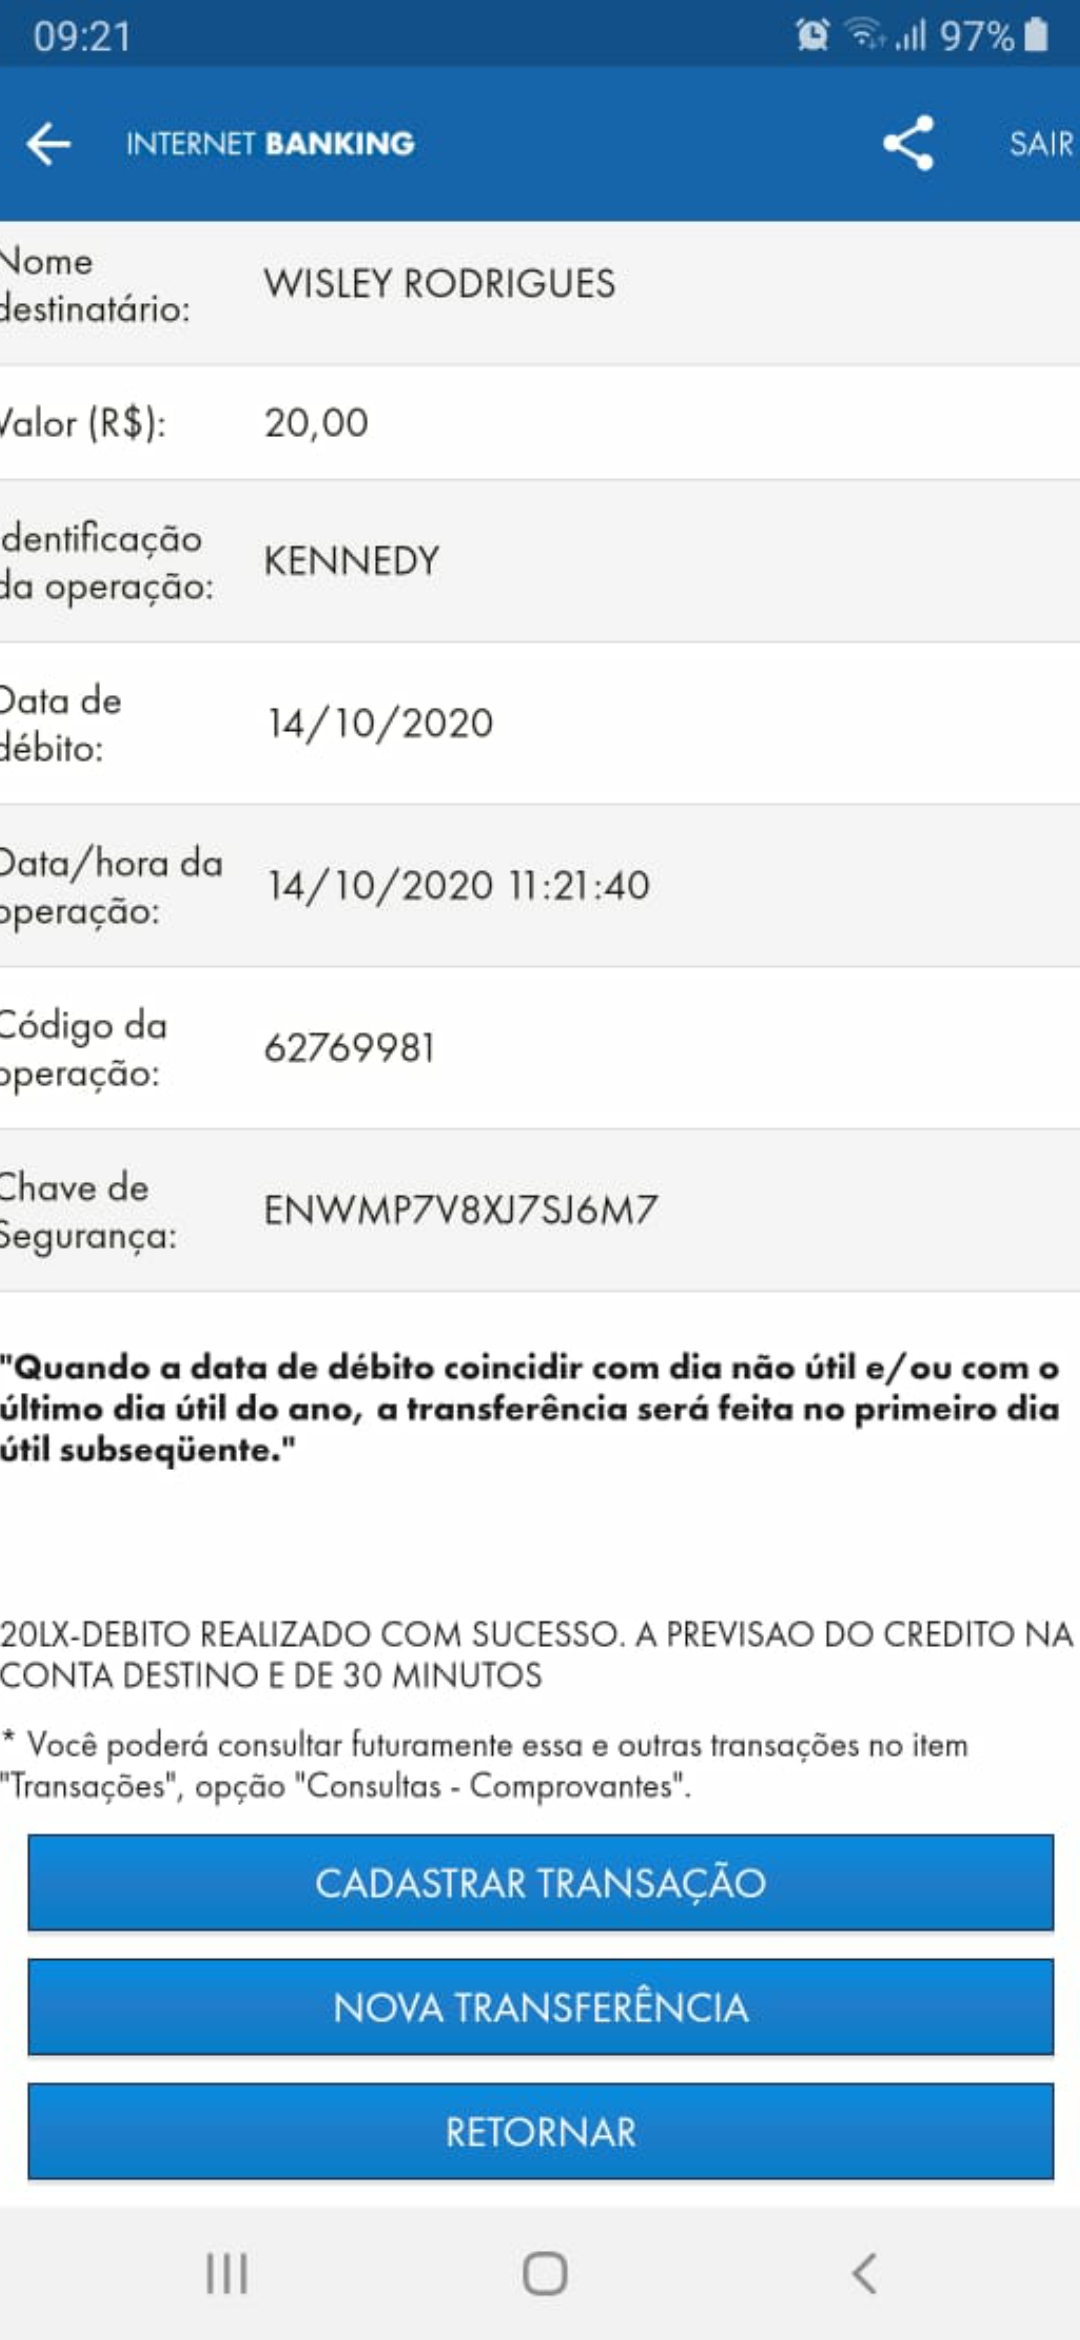 09:21 97%
INTERNET BANKING SAIR
Nome
destinatário:
WISLEY RODRIGUES
Valor (R$): 20,00
Identificação
da operação:
KENNEDY
Data de
débito:
14/10/2020
Data/hora da
operação:
14/10/2020 11:21:40
Código da
operação:
62769981
Chave de
Segurança:
ENWMP7V8XJ7SJ6M7
"Quando a data de débito coincidir com dia não útil e/ou com o
último dia útil do ano, a transferência será feita no primeiro dia
útil subseqüente."
20LX-DEBITO REALIZADO COM SUCESSO. A PREVISAO DO CREDITO NA
CONTA DESTINO E DE 30 MINUTOS
* Você poderá consultar futuramente essa e outras transações no item
"Transações", opção "Consultas - Comprovantes".
CADASTRAR TRANSAÇÃO
NOVA TRANSFERÊNCIA
RETORNAR